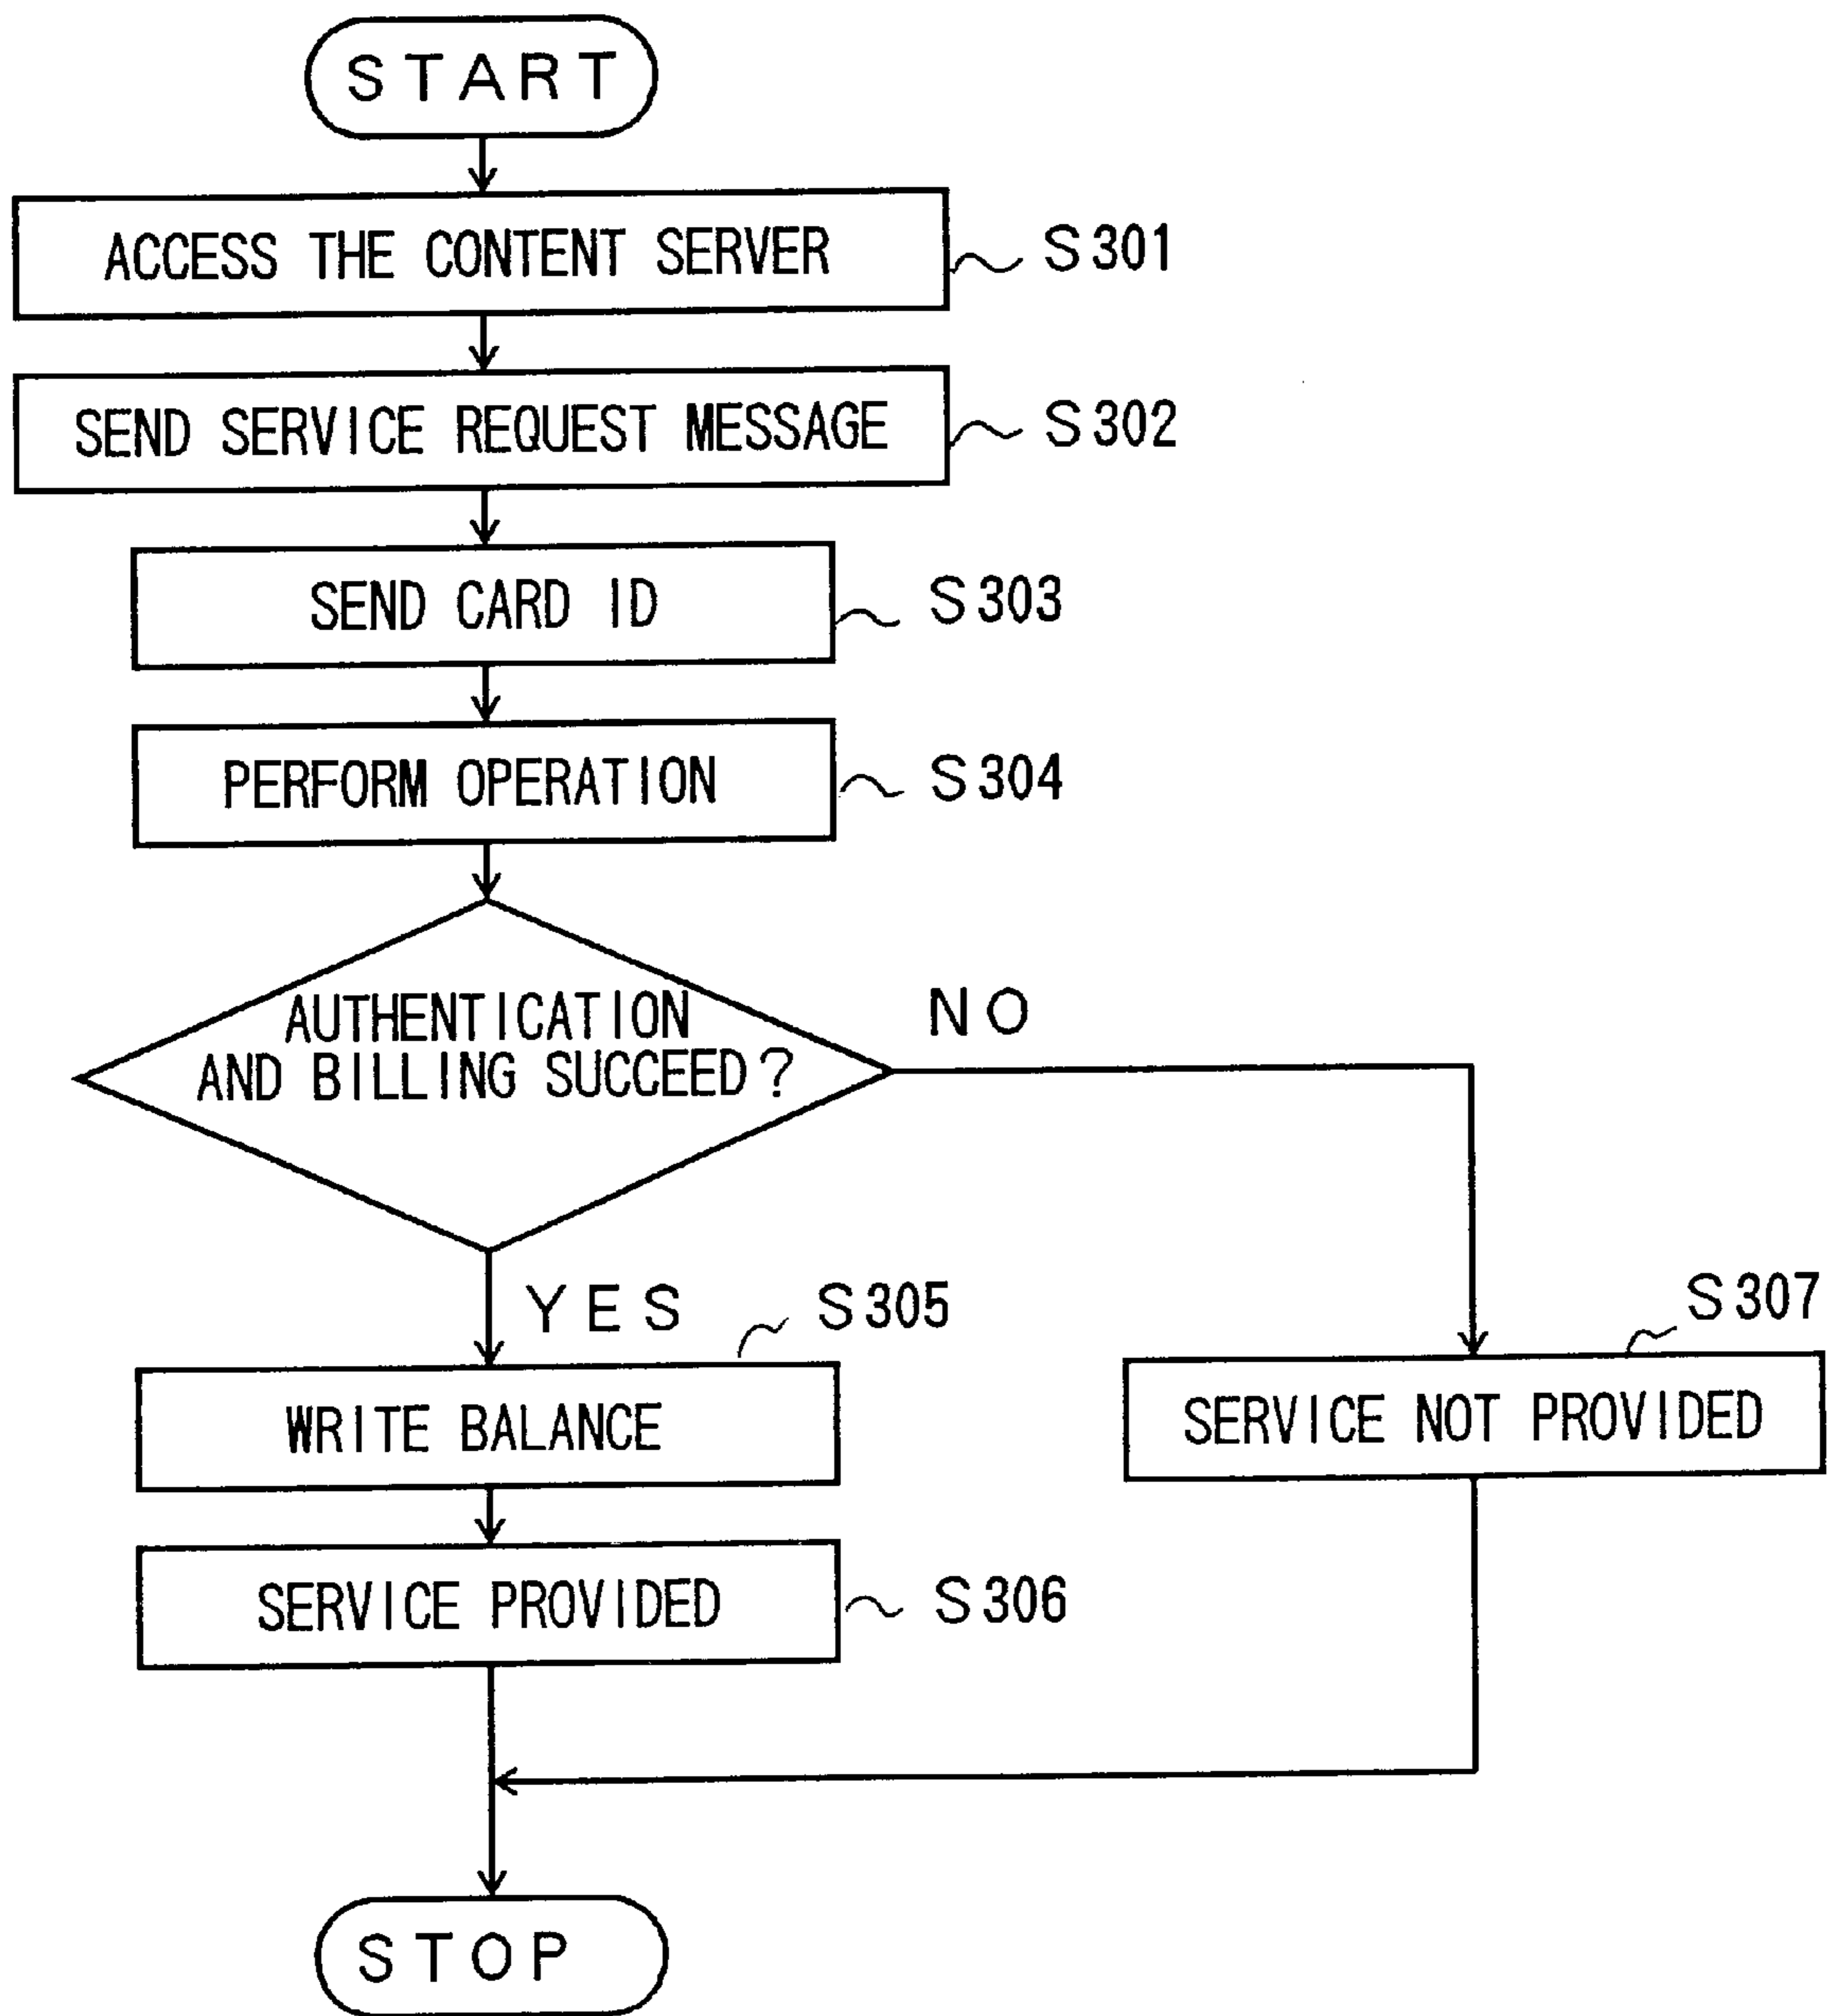 START
ACCESS THE CONTENT SERVER
S301
SEND SERVICE REQUEST MESSAGE
S302
SEND CARD ID
S303
PERFORM OPERATION
S304
AUTHENTICATION
AND BILLING SUCCEED?
NO
YES
S305
S307
WRITE BALANCE
SERVICE NOT PROVIDED
SERVICE PROVIDED
S306
STOP